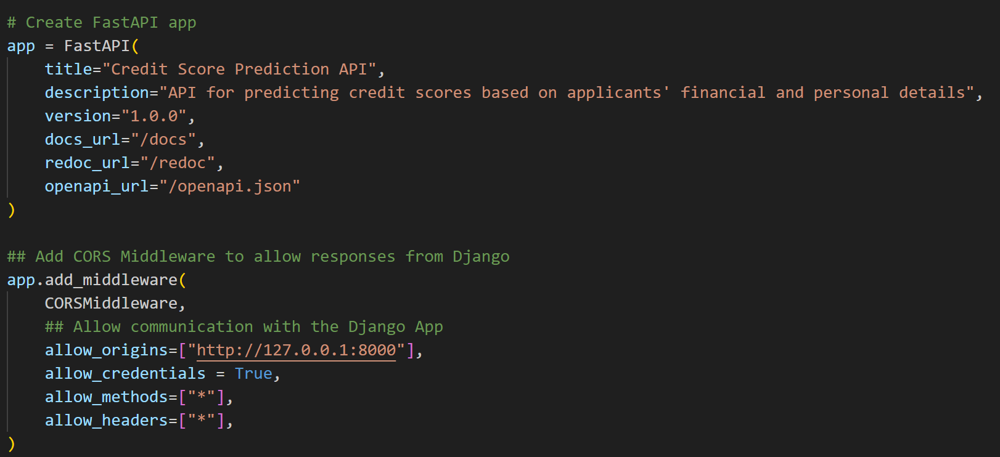 # Create FastAPI app
app = FastAPI(
    title="Credit Score Prediction API",
    description="API for predicting credit scores based on applicants' financial and personal details",
    version="1.0.0",
    docs_url="/docs",
    redoc_url="/redoc",
    openapi_url="/openapi.json"
)

## Add CORS Middleware to allow responses from Django
app.add_middleware(
    CORSMiddleware,
    ## Allow communication with the Django App
    allow_origins=["http://127.0.0.1:8000"],
    allow_credentials = True,
    allow_methods=["*"],
    allow_headers=["*"],
)